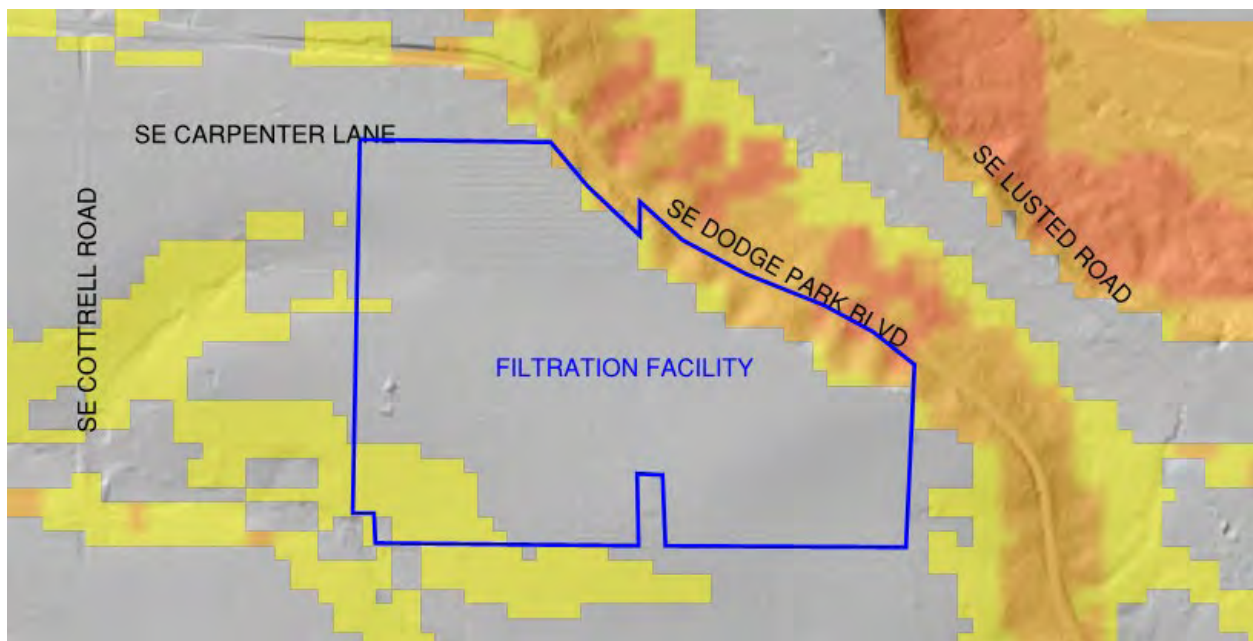 SE CARPENTER LANE
SE COTTRELL ROAD
SE DODGE PARK BLVD
SE LUSTED ROAD
FILTRATION FACILITY